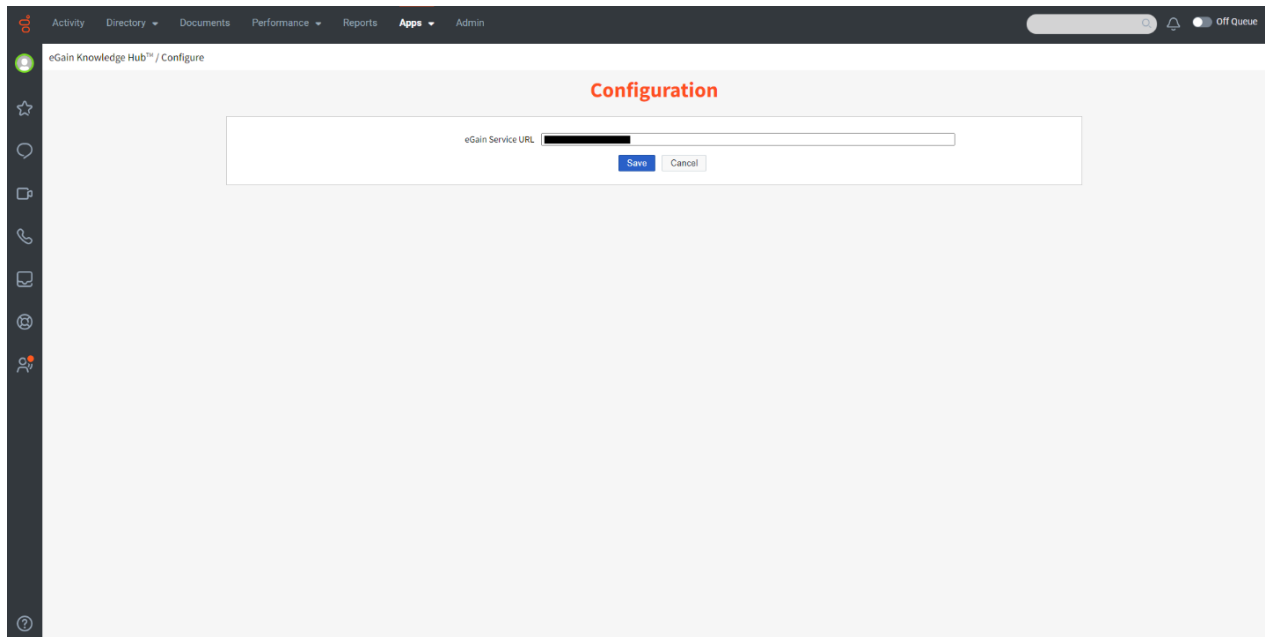 Activity Directory Documents Performance Reports Apps Admin Off Queue
eGain Knowledge Hub™ / Configure
Configuration
eGain Service URL
Save Cancel